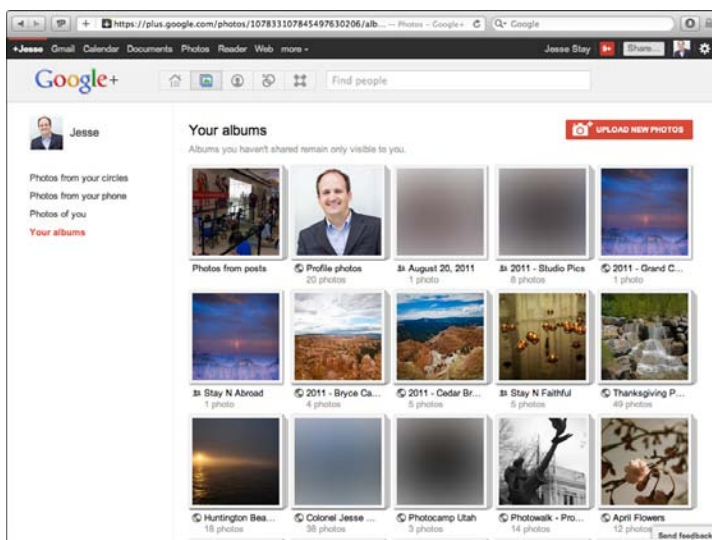 https://plus.google.com/photos/107833107845497630206/alb... — Photos – Google+
Google
+Jesse Gmail Calendar Documents Photos Reader Web more
Jesse Stay
Share...
Google+
Find people
Jesse
Photos from your circles
Photos from your phone
Photos of you
Your albums
Your albums
UPLOAD NEW PHOTOS
Albums you haven't shared remain only visible to you.
Photos from posts
Profile photos
20 photos
August 20, 2011
1 photo
2011 - Studio Pics
8 photos
2011 - Grand C...
1 photo
Stay N Abroad
1 photo
2011 - Bryce Ca...
4 photos
2011 - Cedar Br...
5 photos
Stay N Faithful
5 photos
Thanksgiving P...
49 photos
Huntington Bea...
18 photos
Colonel Jesse ...
38 photos
Photocamp Utah
3 photos
Photowalk - Pro...
14 photos
April Flowers
12 photos
Send feedback